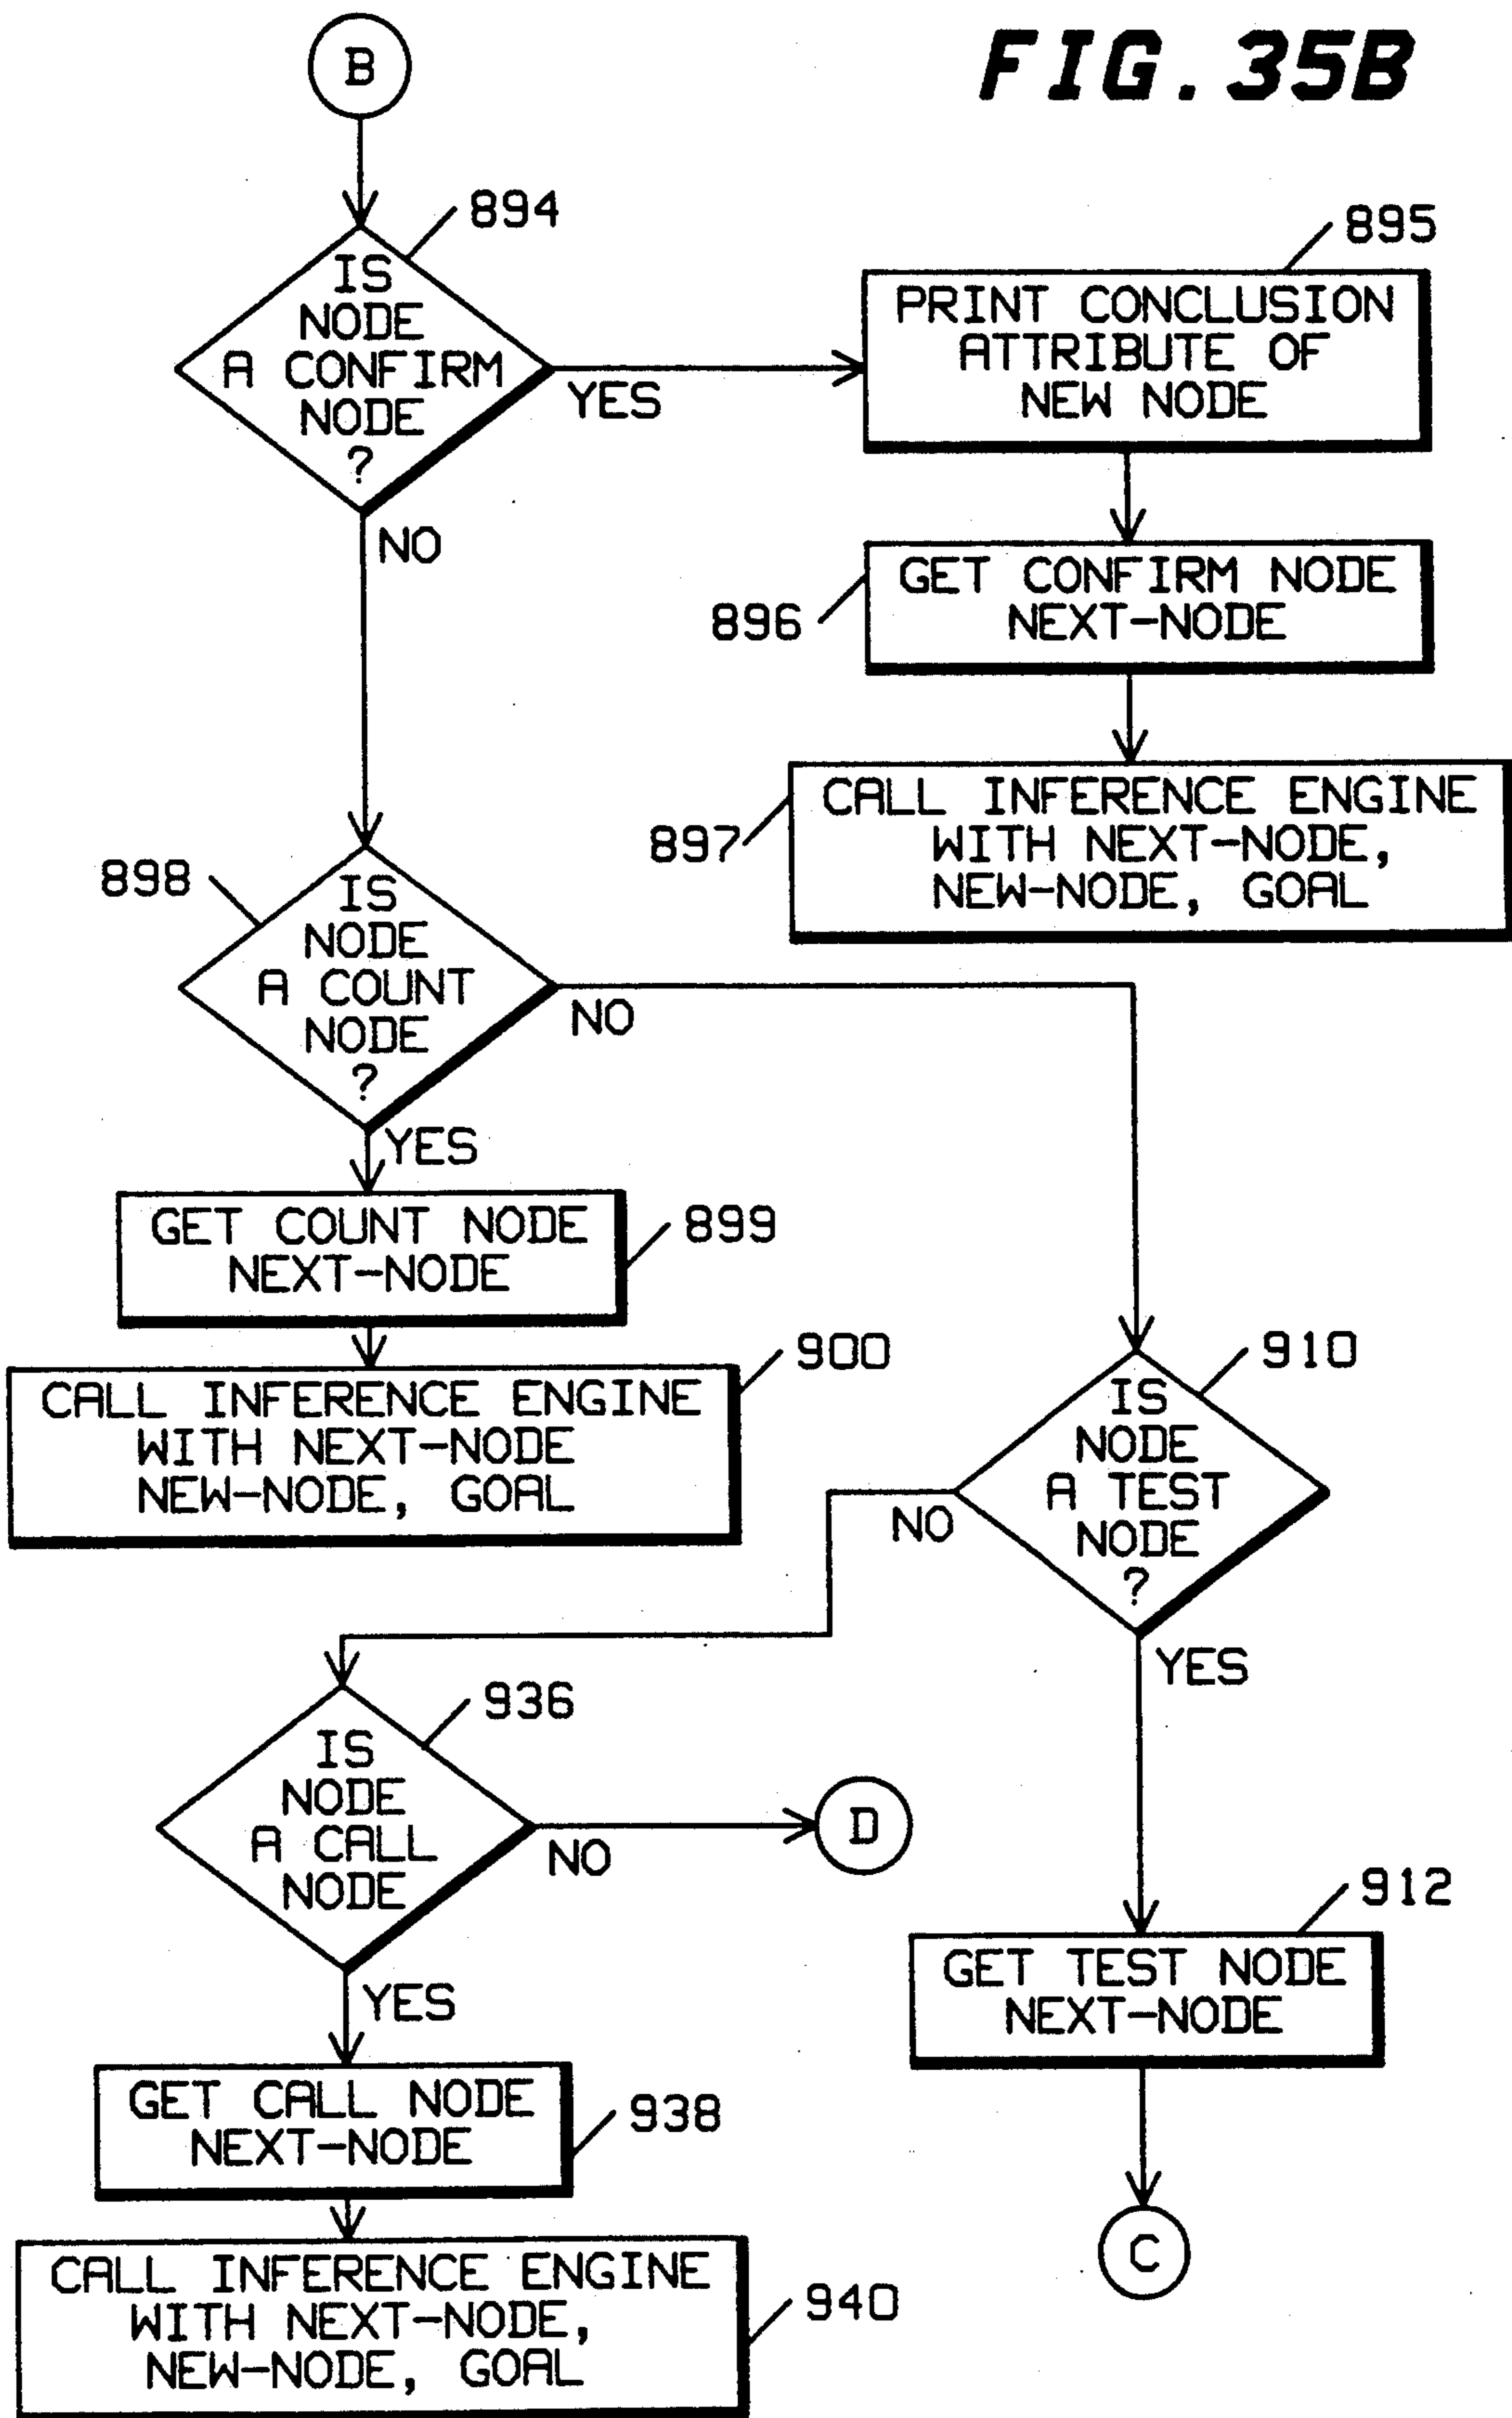 FIG. 35B
B
894
IS
NODE
A CONFIRM
NODE
?
YES
NO
895
PRINT CONCLUSION
ATTRIBUTE OF
NEW NODE
896
GET CONFIRM NODE
NEXT-NODE
897
CALL INFERENCE ENGINE
WITH NEXT-NODE,
NEW-NODE, GOAL
898
IS
NODE
A COUNT
NODE
?
NO
YES
GET COUNT NODE
NEXT-NODE
899
CALL INFERENCE ENGINE
WITH NEXT-NODE
NEW-NODE, GOAL
900
910
IS
NODE
A TEST
NODE
?
NO
YES
936
IS
NODE
A CALL
NODE
NO
D
YES
912
GET TEST NODE
NEXT-NODE
C
GET CALL NODE
NEXT-NODE
938
CALL INFERENCE ENGINE
WITH NEXT-NODE,
NEW-NODE, GOAL
940